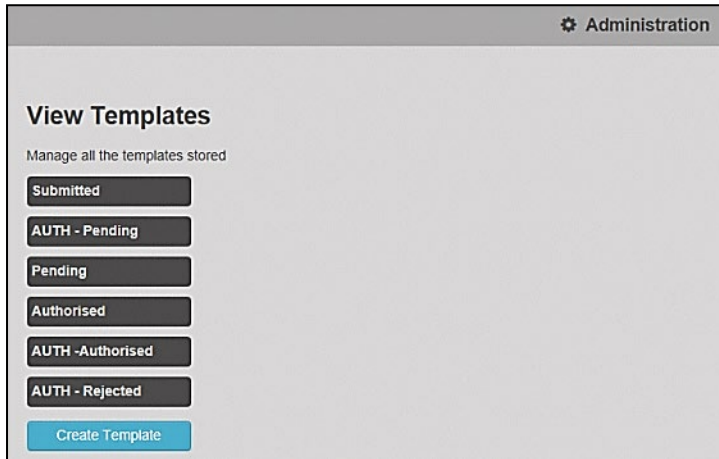 Administration
View Templates
Manage all the templates stored
Submitted
AUTH - Pending
Pending
Authorised
AUTH -Authorised
AUTH - Rejected
Create Template